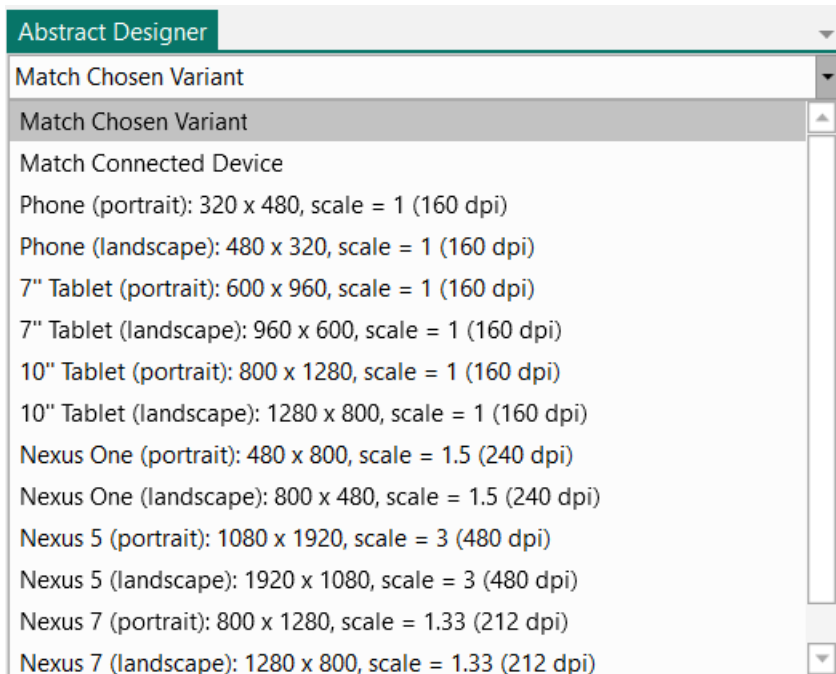 Abstract Designer
Match Chosen Variant
Match Chosen Variant
Match Connected Device
Phone (portrait): 320 x 480, scale = 1 (160 dpi)
Phone (landscape): 480 x 320, scale = 1 (160 dpi)
7'' Tablet (portrait): 600 x 960, scale = 1 (160 dpi)
7'' Tablet (landscape): 960 x 600, scale = 1 (160 dpi)
10'' Tablet (portrait): 800 x 1280, scale = 1 (160 dpi)
10'' Tablet (landscape): 1280 x 800, scale = 1 (160 dpi)
Nexus One (portrait): 480 x 800, scale = 1.5 (240 dpi)
Nexus One (landscape): 800 x 480, scale = 1.5 (240 dpi)
Nexus 5 (portrait): 1080 x 1920, scale = 3 (480 dpi)
Nexus 5 (landscape): 1920 x 1080, scale = 3 (480 dpi)
Nexus 7 (portrait): 800 x 1280, scale = 1.33 (212 dpi)
Nexus 7 (landscape): 1280 x 800, scale = 1.33 (212 dpi)